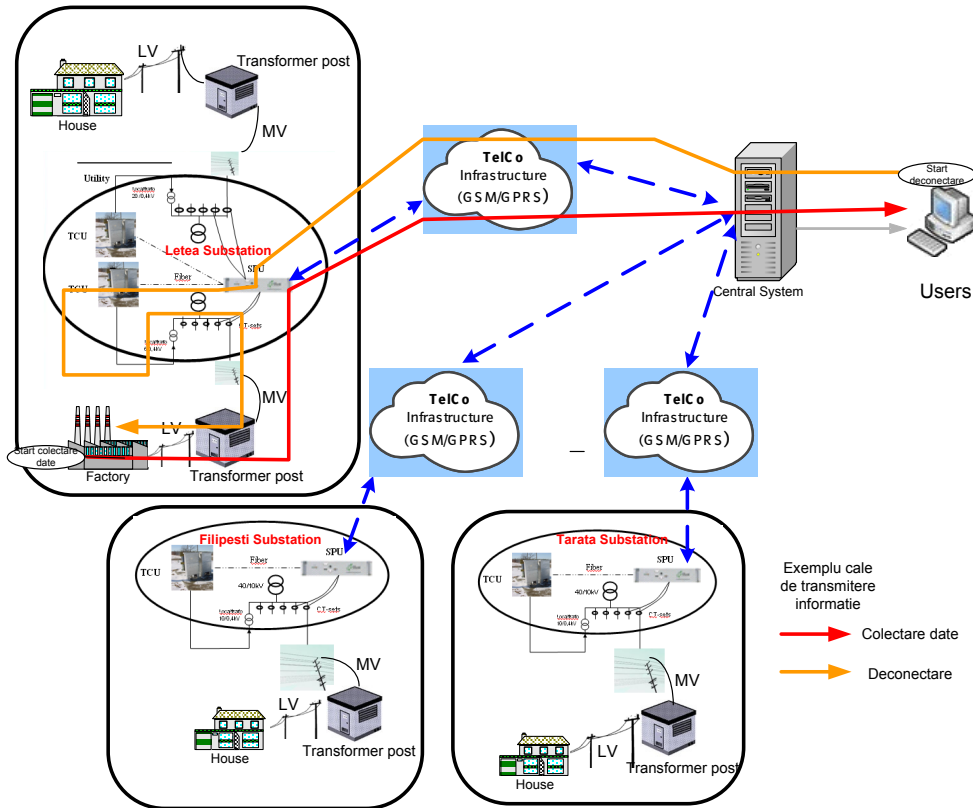 LV
Transformer post
House
MV
Utility
TCU
Letea Substation
SPU
TCU
Fiber
C.T-sets
MV
LV
Start colectare
date
Factory
Transformer post
TelCo
Infrastructure
(GSM/GPRS)
Start
deconectare
Central System
Users
TelCo
Infrastructure
(GSM/GPRS)
TelCo
Infrastructure
(GSM/GPRS)
Filipesti Substation
SPU
TCU
Fiber
40/10kV
C.T-sets
MV
LV
Transformer post
House
Tarata Substation
SPU
TCU
Fiber
40/10kV
C.T-sets
MV
LV
Transformer post
House
Exemplu cale
de transmitere
informatie
Colectare date
Deconectare